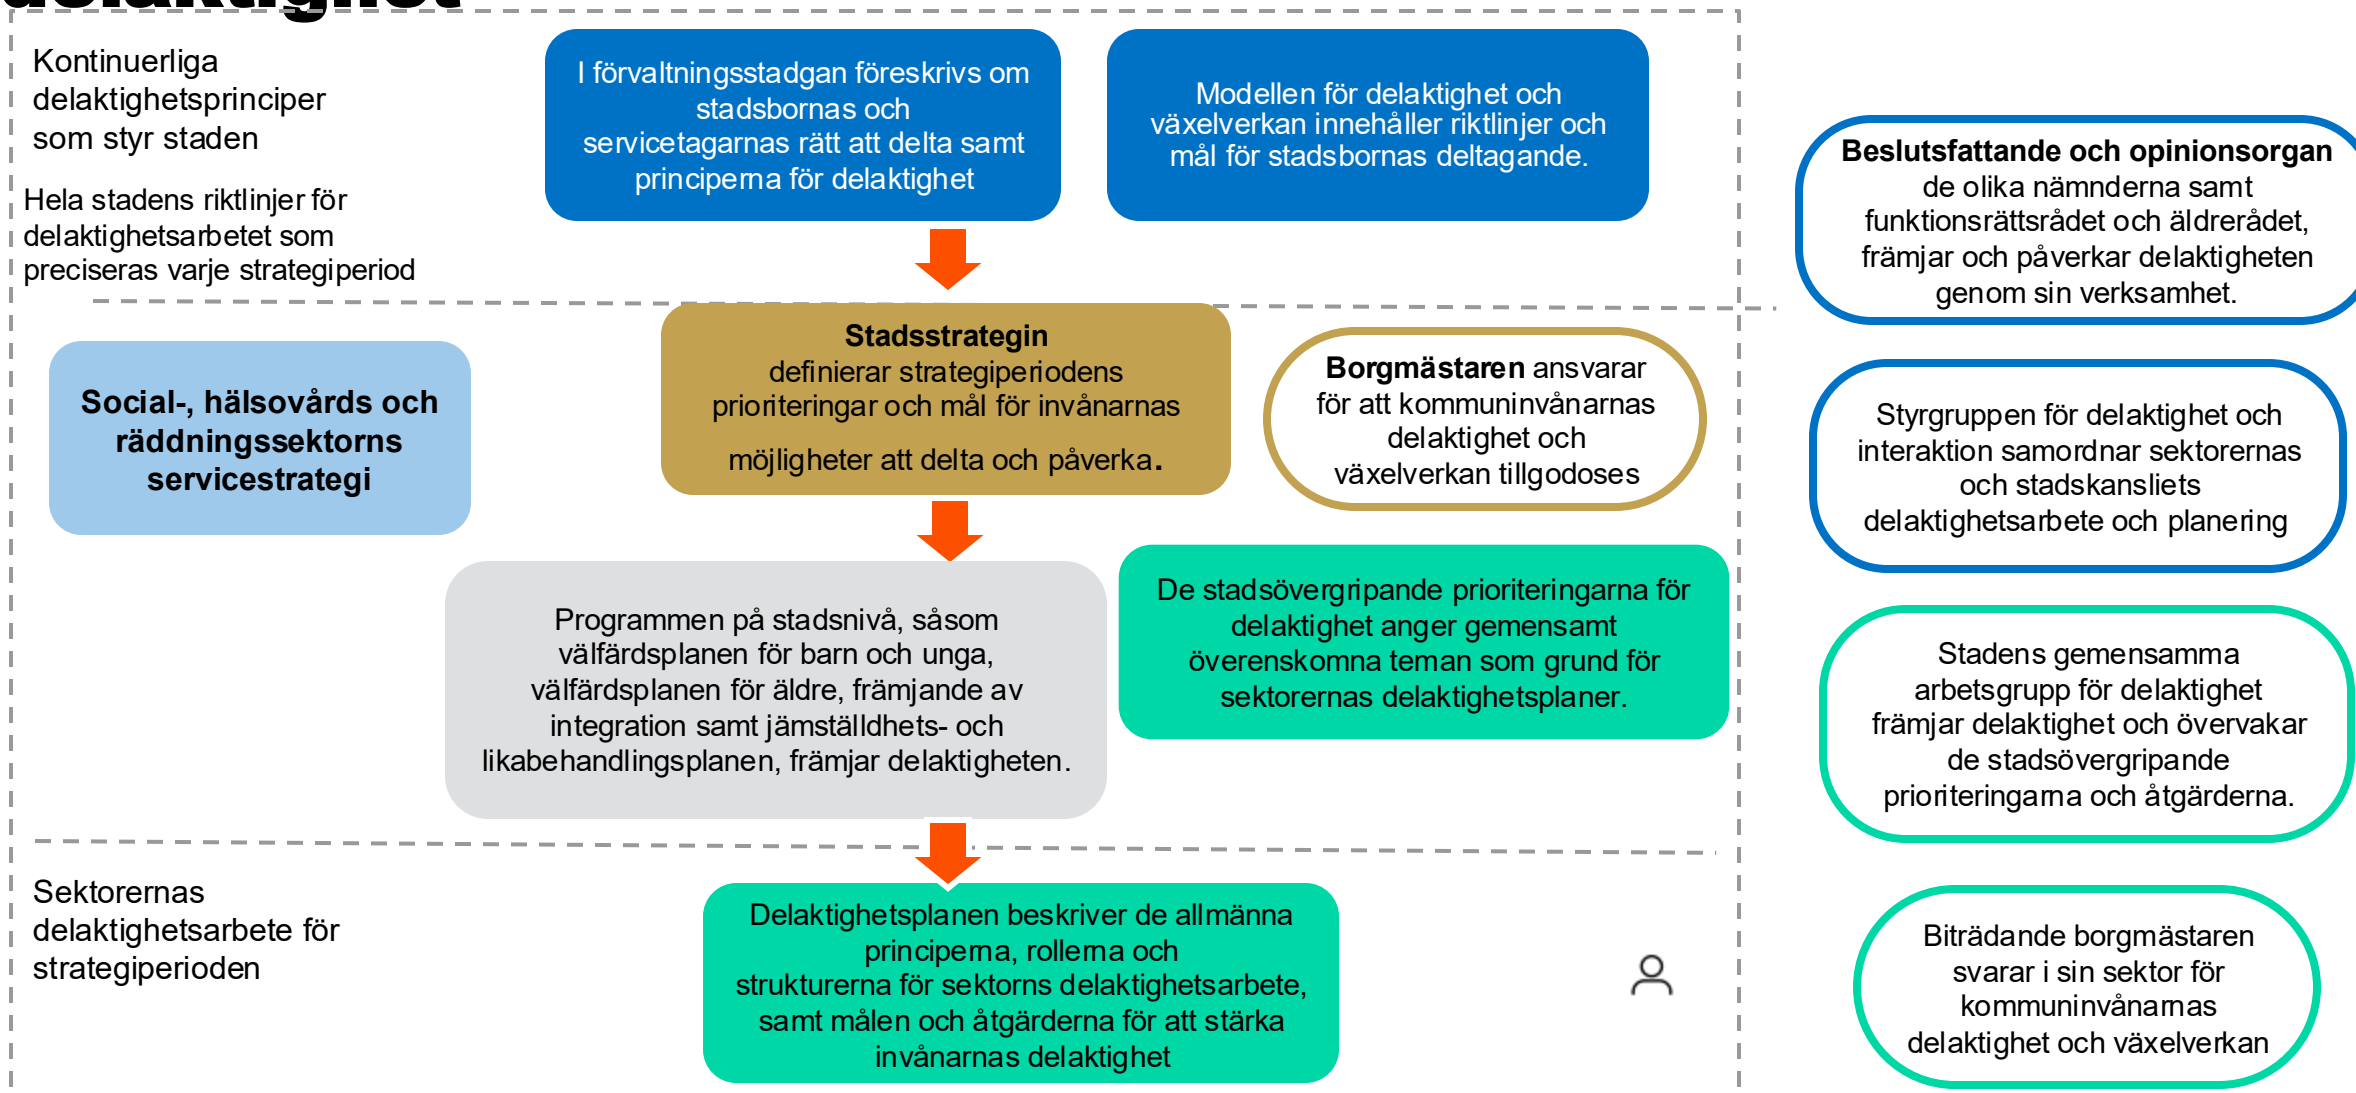 delaktighet
Kontinuerliga
delaktighetsprinciper
som styr staden
Hela stadens riktlinjer för
delaktighetsarbetet som
preciseras varje strategiperiod
I förvaltningsstadgan föreskrivs om
stadsbornas och
servicetagarnas rätt att delta samt
principerna för delaktighet
Modellen för delaktighet och
växelverkan innehåller riktlinjer och
mål för stadsbornas deltagande.
Social-, hälsovårds och
räddningssektorns
servicestrategi
Stadsstrategin
definierar strategiperiodens
prioriteringar och mål för invånarnas
möjligheter att delta och påverka.
Borgmästaren ansvarar
för att kommuninvånarnas
delaktighet och
växelverkan tillgodoses
Programmen på stadsnivå, såsom
välfärdsplanen för barn och unga,
välfärdsplanen för äldre, främjande av
integration samt jämställdhets- och
likabehandlingsplanen, främjar delaktigheten.
De stadsövergripande prioriteringarna för
delaktighet anger gemensamt
överenskomna teman som grund för
sektorernas delaktighetsplaner.
Sektorernas
delaktighetsarbete för
strategiperioden
Delaktighetsplanen beskriver de allmänna
principerna, rollerna och
strukturerna för sektorns delaktighetsarbete,
samt målen och åtgärderna för att stärka
invånarnas delaktighet
Beslutsfattande och opinionsorgan
de olika nämnderna samt
funktionsrättsrådet och äldrerådet,
främjar och påverkar delaktigheten
genom sin verksamhet.
Styrgruppen för delaktighet och
interaktion samordnar sektorernas
och stadskansliets
delaktighetsarbete och planering
Stadens gemensamma
arbetsgrupp för delaktighet
främjar delaktighet och övervakar
de stadsövergripande
prioriteringarna och åtgärderna.
Biträdande borgmästaren
svarar i sin sektor för
kommuninvånarnas
delaktighet och växelverkan